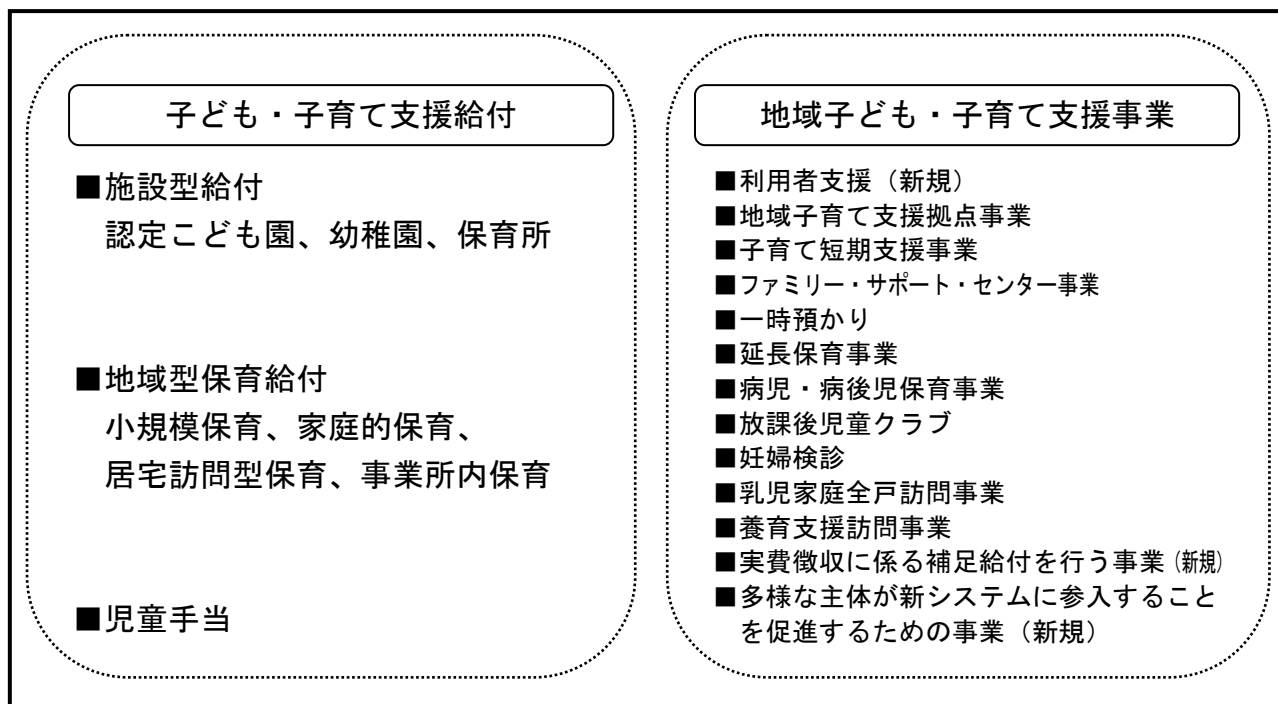 子ども・子育て支援給付
■施設型給付
認定こども園、幼稚園、保育所
■地域型保育給付
小規模保育、家庭的保育、
居宅訪問型保育、事業所内保育
■児童手当
地域子ども・子育て支援事業
■利用者支援（新規）
■地域子育て支援拠点事業
■子育て短期支援事業
■ファミリー・サポート・センター事業
■一時預かり
■延長保育事業
■病児・病後児保育事業
■放課後児童クラブ
■妊婦検診
■乳児家庭全戸訪問事業
■養育支援訪問事業
■実費徴収に係る補足給付を行う事業（新規）
■多様な主体が新システムに参入すること
を促進するための事業（新規）